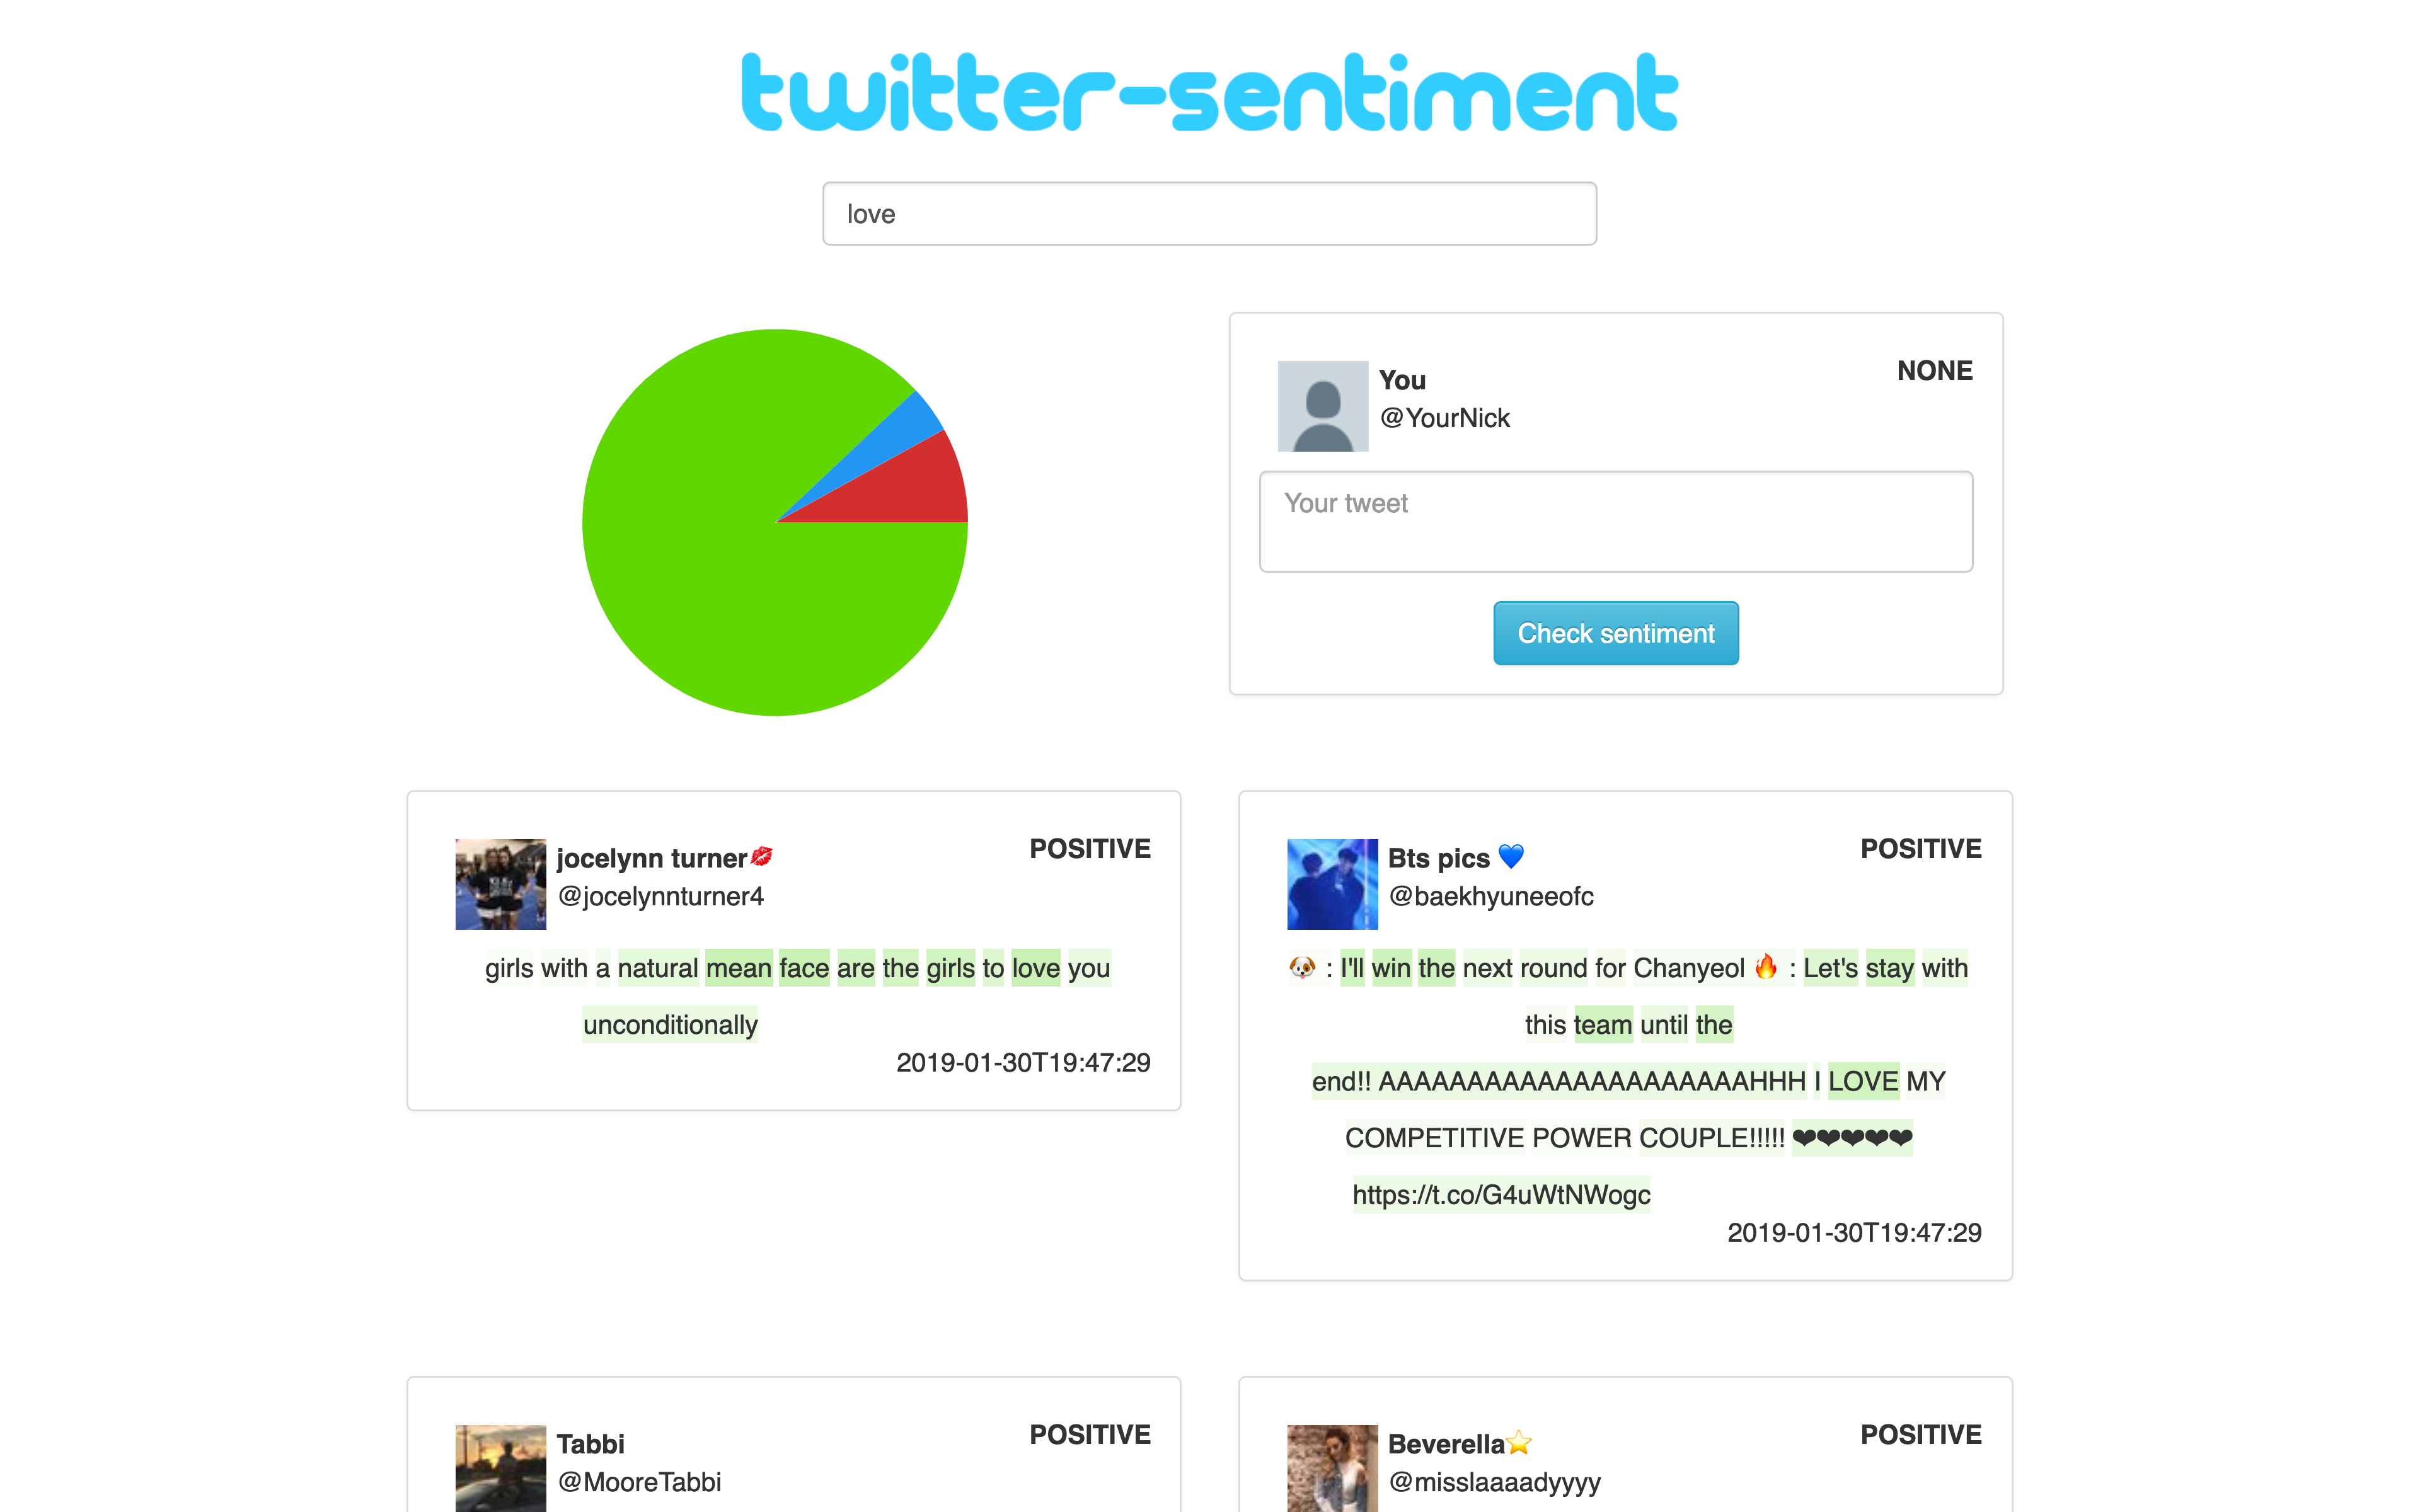 twitter-sentiment
love
You
NONE
@YourNick
Your tweet
Check sentiment
jocelynn turner💋
POSITIVE
@jocelynnturner4
girls with a natural mean face are the girls to love you
unconditionally
2019-01-30T19:47:29
Bts pics 💙
POSITIVE
@baekhyuneeofc
🐶 : I'll win the next round for Chanyeol 🔥 : Let's stay with
this team until the
end!! AAAAAAAAAAAAAAAAAAAAAHHH I LOVE MY
COMPETITIVE POWER COUPLE!!!!! ❤❤❤❤❤
https://t.co/G4uWtNWogc
2019-01-30T19:47:29
Tabbi
POSITIVE
@MooreTabbi
Beverella⭐
POSITIVE
@misslaaaadyyyy